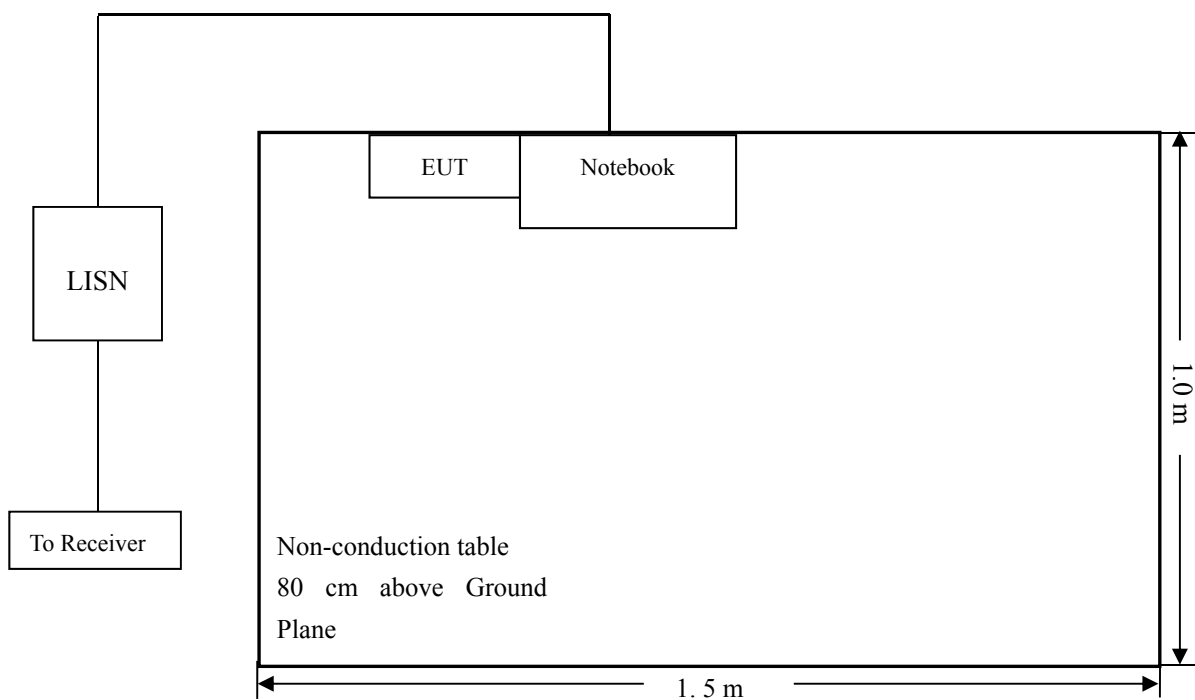 EUT
Notebook
LISN
1.0 m
To Receiver
Non-conduction table
80 cm above Ground
Plane
1. 5 m